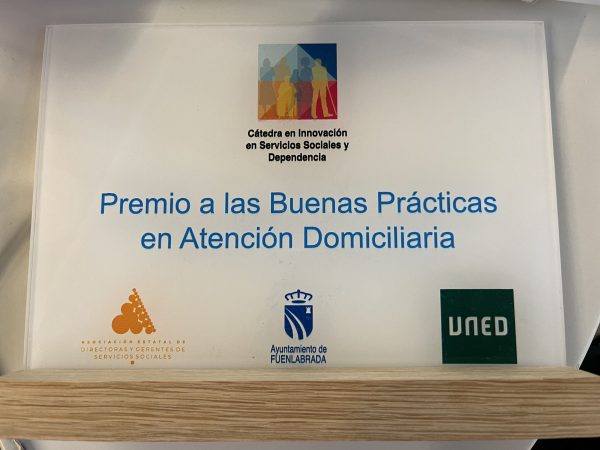 Cátedra en Innovación
en Servicios Sociales y
Dependencia
Premio a las Buenas Prácticas
en Atención Domiciliaria
ASOCIACIÓN ESTATAL DE
DIRECTORAS Y GERENTES DE
SERVICIOS SOCIALES
Ayuntamiento de
FUENLABRADA
UNED